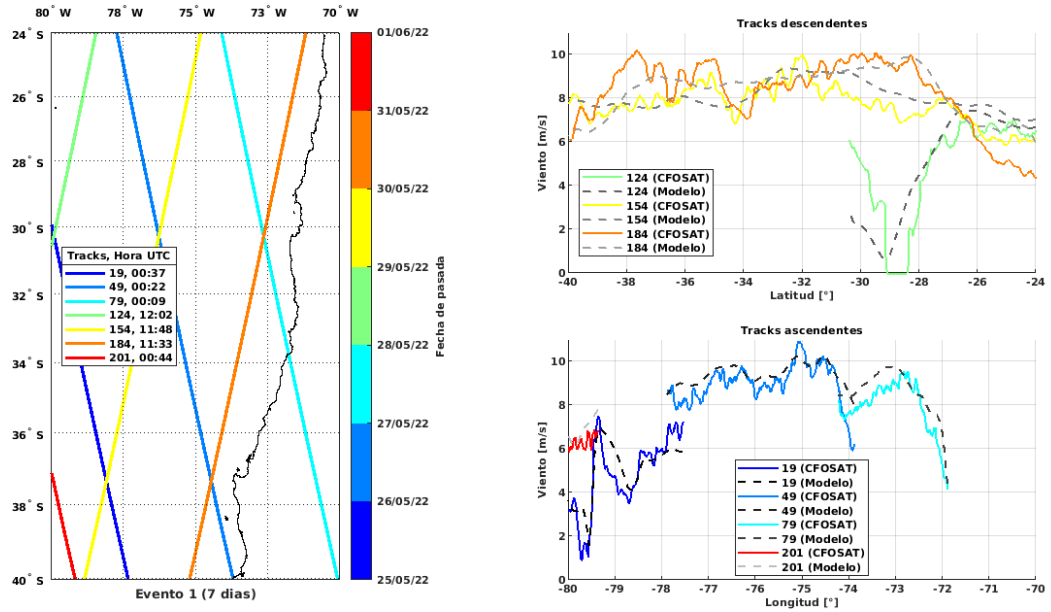 80° W 78° W 75° W 73° W 70° W
24° S
26° S
28° S
30° S
32° S
34° S
36° S
38° S
40° S
Tracks, Hora UTC
19, 00:37
49, 00:22
79, 00:09
124, 12:02
154, 11:48
184, 11:33
201, 00:44
Evento 1 (7 dias)
01/06/22
31/05/22
30/05/22
29/05/22
28/05/22
27/05/22
26/05/22
25/05/22
Fecha de pasada
Tracks descendentes
Viento [m/s]
10
8
6
4
2
0
124 (CFOSAT)
124 (Modelo)
154 (CFOSAT)
154 (Modelo)
184 (CFOSAT)
184 (Modelo)
-40 -38 -36 -34 -32 -30 -28 -26 -24
Latitud [°]
Tracks ascendentes
Viento [m/s]
10
8
6
4
2
0
19 (CFOSAT)
19 (Modelo)
49 (CFOSAT)
49 (Modelo)
79 (CFOSAT)
79 (Modelo)
201 (CFOSAT)
201 (Modelo)
-80 -79 -78 -77 -76 -75 -74 -73 -72 -71 -70
Longitud [°]